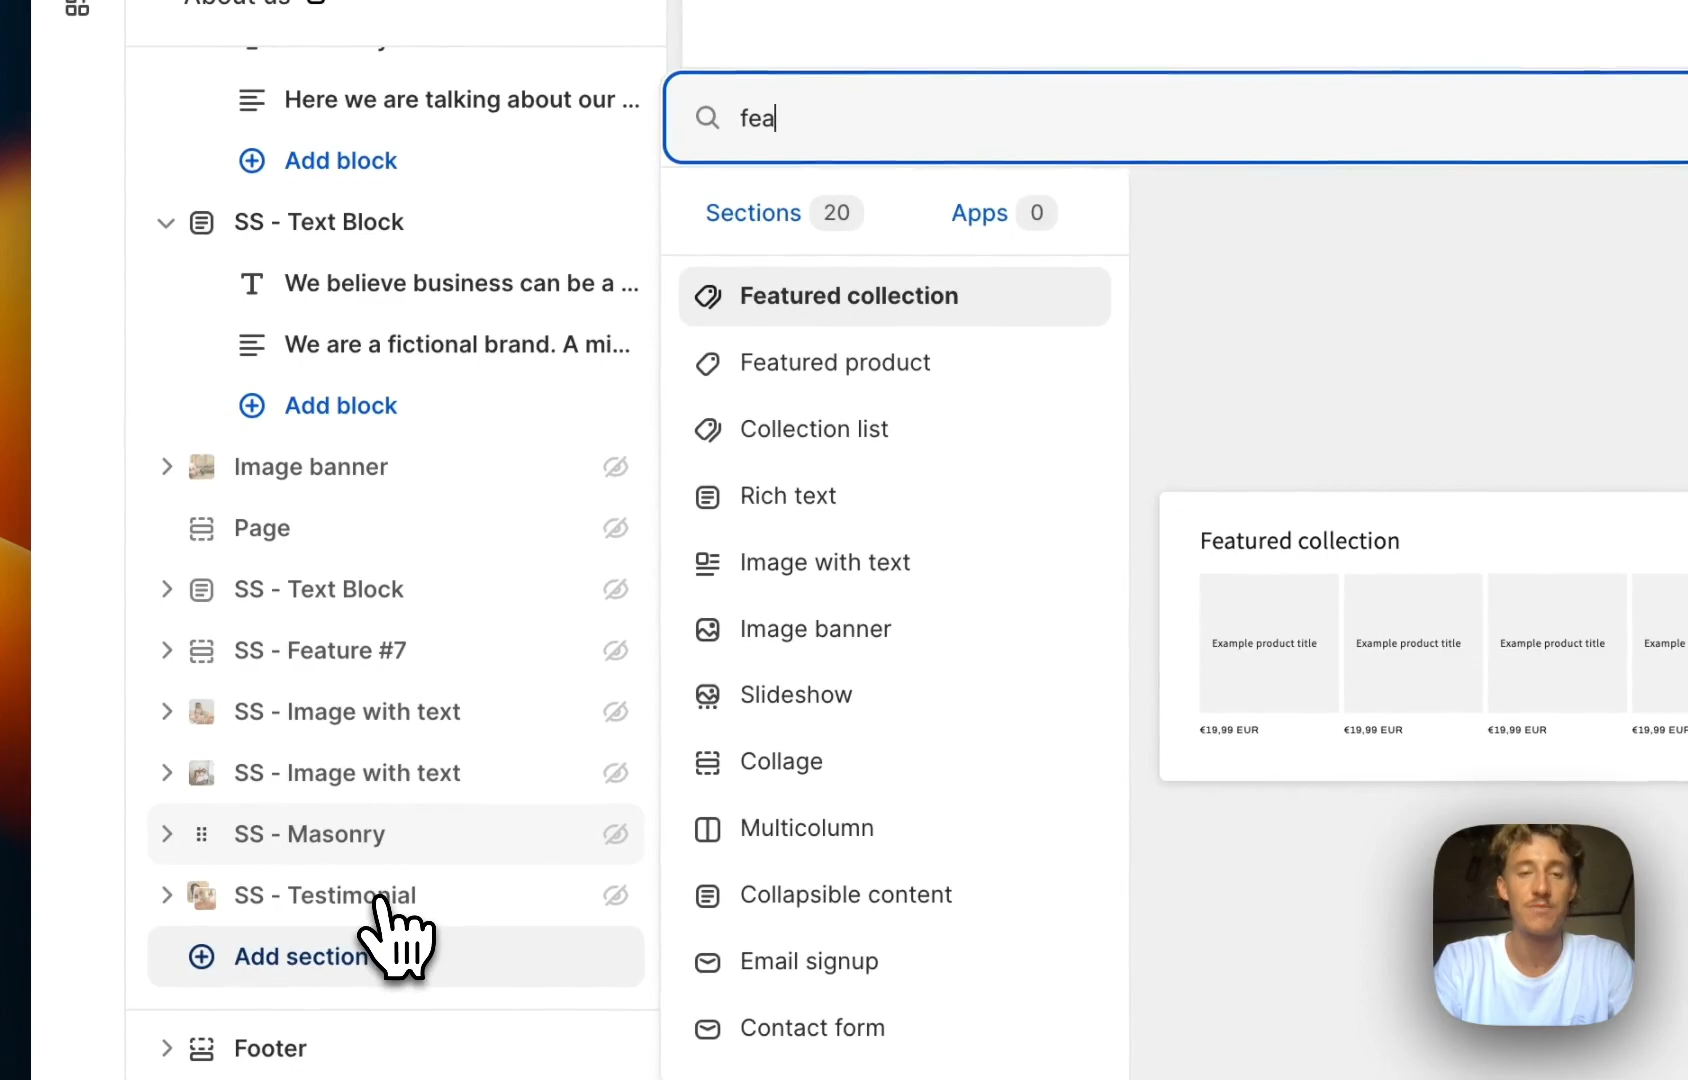 About us
Here we are talking about our ...
Add block
SS - Text Block
We believe business can be a ...
We are a fictional brand. A mi...
Add block
Image banner
Page
SS - Text Block
SS - Feature #7
SS - Image with text
SS - Image with text
SS - Masonry
SS - Testimonial
Add section
Footer
fea
Sections 20
Apps 0
Featured collection
Featured product
Collection list
Rich text
Image with text
Image banner
Slideshow
Collage
Multicolumn
Collapsible content
Email signup
Contact form
Featured collection
Example product title
Example product title
Example product title
Example
€19,99 EUR
€19,99 EUR
€19,99 EUR
€19,99 EUR